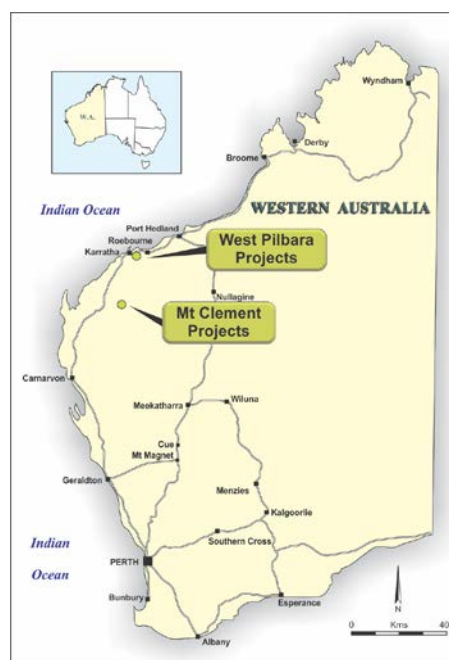 W.A.
Wyndham
Derby
Broome
Indian Ocean
WESTERN AUSTRALIA
Port Hedland
Roebourne
Karratha
West Pilbara
Projects
Nullagine
Mt Clement
Projects
Carnarvon
Meekatharra
Wiluna
Cue
Mt Magnet
Geraldton
Menzies
Kalgoorlie
Indian
Ocean
Southern Cross
PERTH
Bunbury
Esperance
Albany
N
0 Kms 40